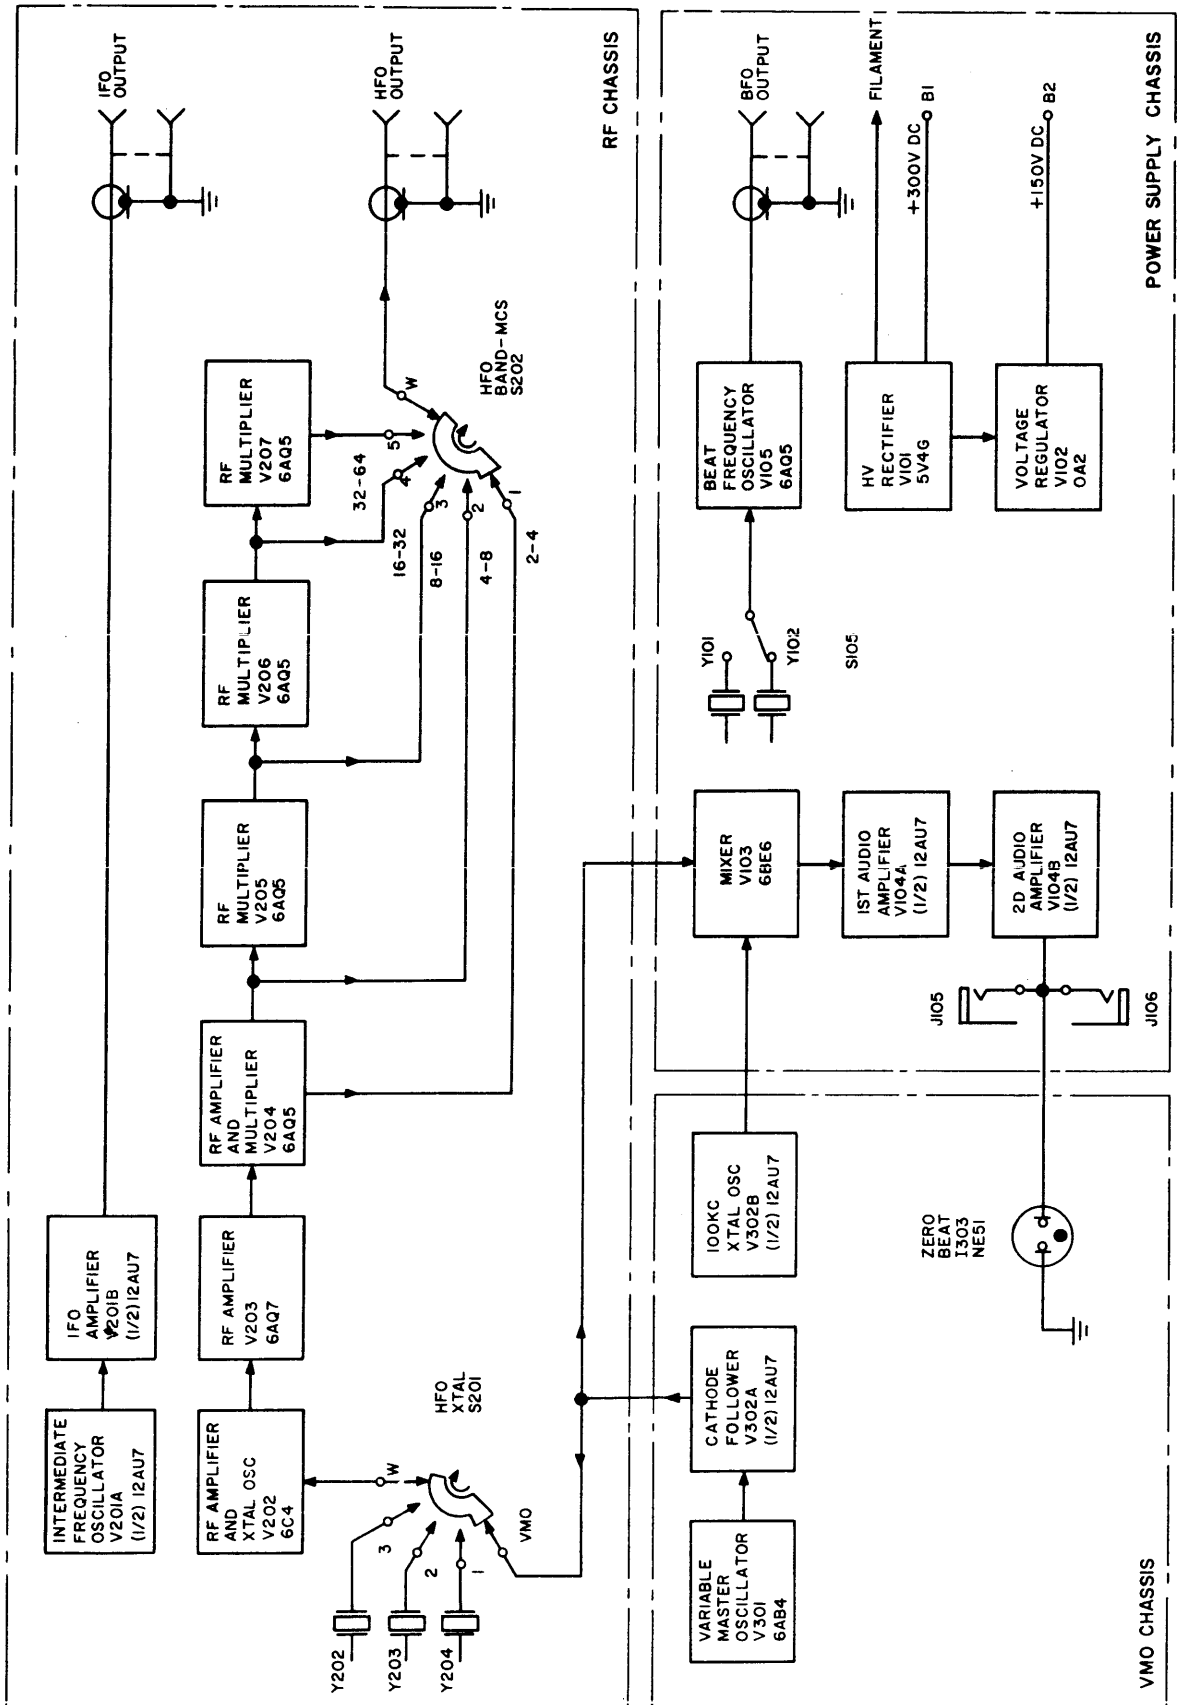 INTERMEDIATE
FREQUENCY
OSCILLATOR
V201A
(1/2) 12AU7
IFO
AMPLIFIER
V201B
(1/2) 12AU7
IFO
OUTPUT
RF AMPLIFIER
AND
XTAL OSC
V202
6C4
RF AMPLIFIER
V203
6AQ7
RF AMPLIFIER
AND
MULTIPLIER
V204
6AQ5
RF
MULTIPLIER
V205
6AQ5
RF
MULTIPLIER
V206
6AQ5
RF
MULTIPLIER
V207
6AQ5
HFO
OUTPUT
Y202
Y203
Y204
3
2
1
W
VMO
HFO
XTAL
S201
32-64
16-32
8-16
4-8
2-4
5
4
3
2
1
W
HFO
BAND-MCS
S202
RF CHASSIS
VARIABLE
MASTER
OSCILLATOR
V301
6AB4
CATHODE
FOLLOWER
V302A
(1/2) 12AU7
100KC
XTAL OSC
V302B
(1/2) 12AU7
ZERO
BEAT
I303
NE51
VMO CHASSIS
MIXER
V103
6BE6
1ST AUDIO
AMPLIFIER
V104A
(1/2) 12AU7
2D AUDIO
AMPLIFIER
V104B
(1/2) 12AU7
J105
J106
Y101
Y102
S105
BEAT
FREQUENCY
OSCILLATOR
V105
6AQ5
BFO
OUTPUT
HV
RECTIFIER
V101
5V4G
FILAMENT
+300V DC
B1
VOLTAGE
REGULATOR
V102
OA2
+150V DC
B2
POWER SUPPLY CHASSIS